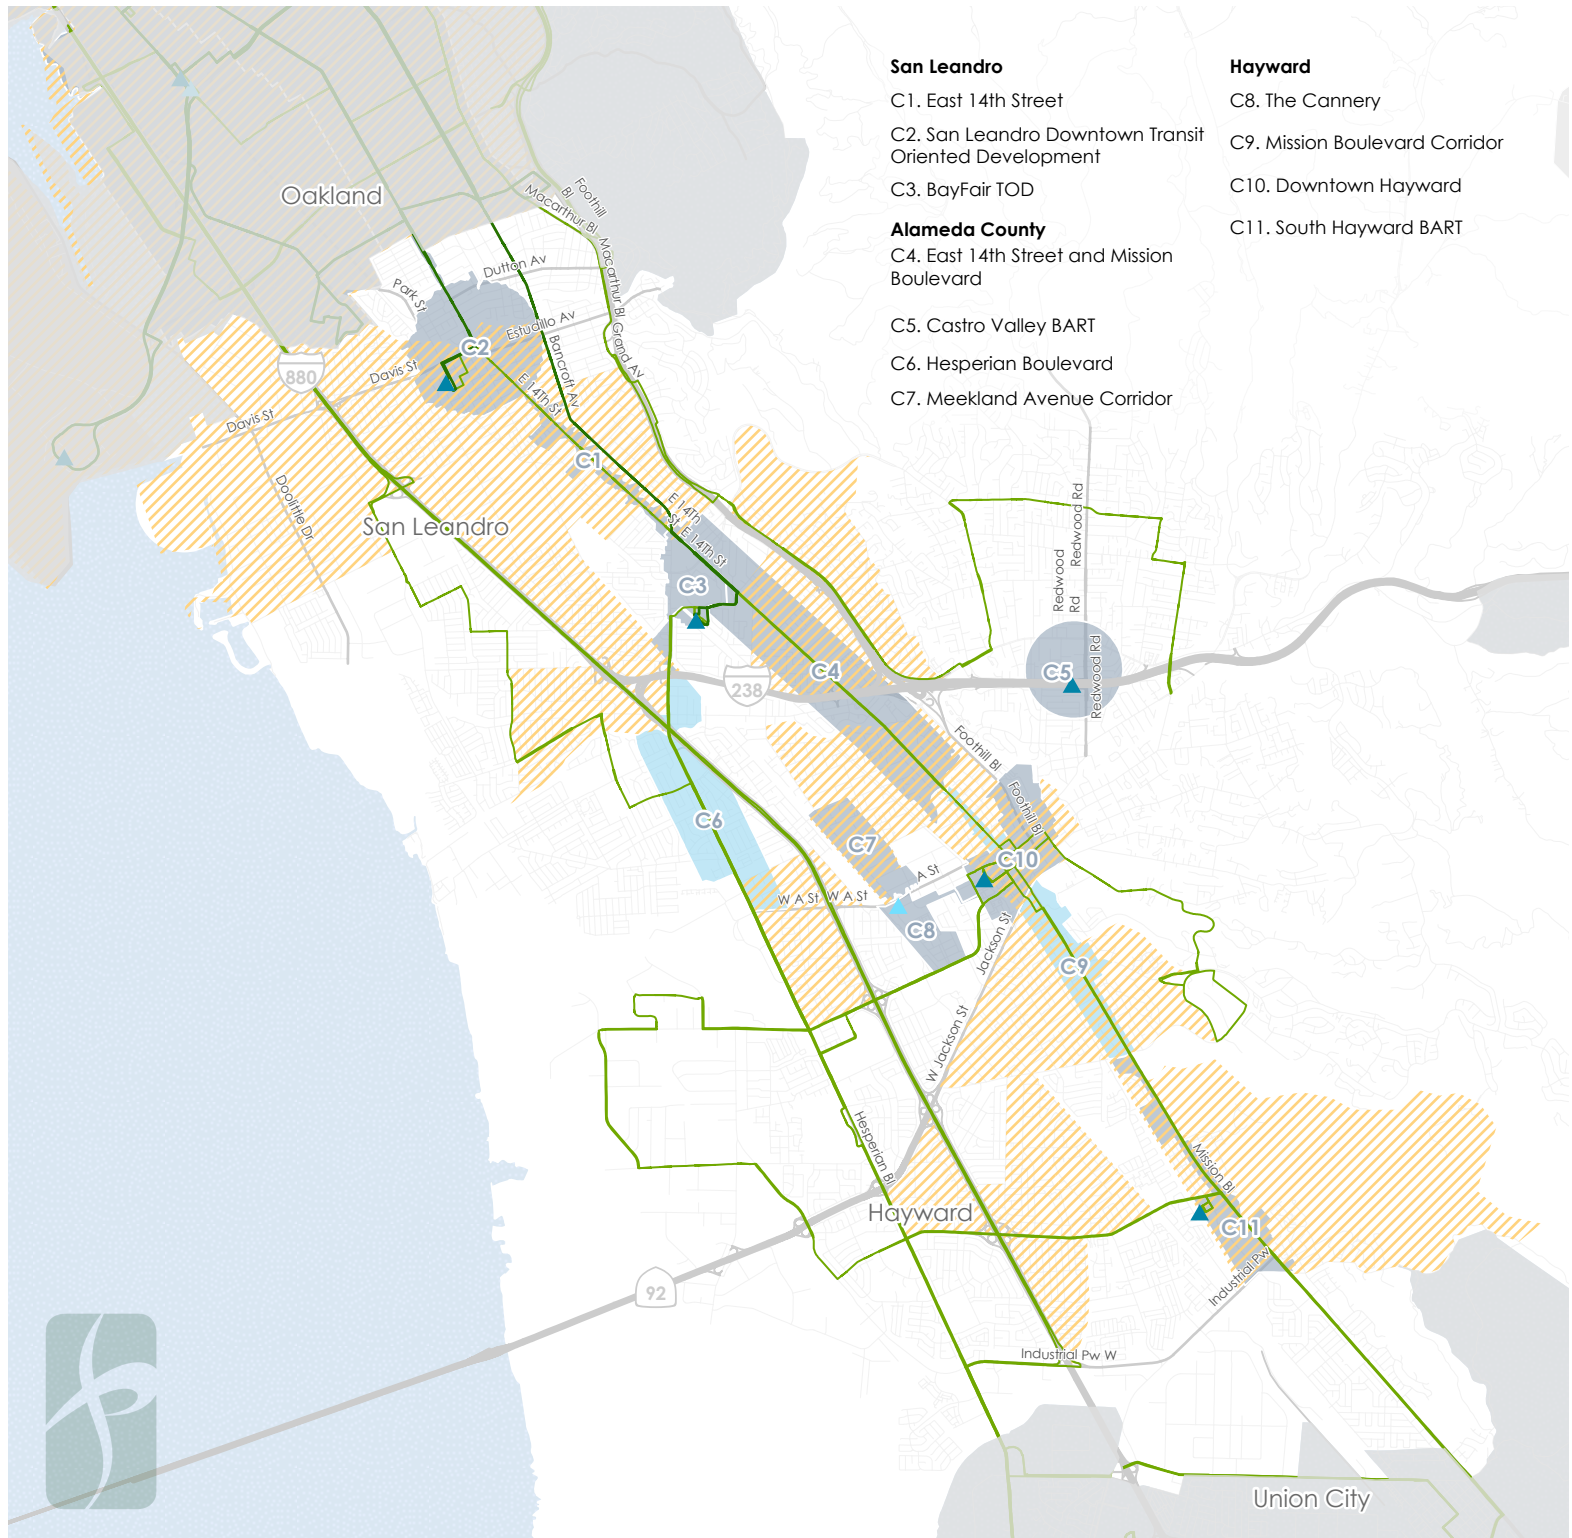 San Leandro
C1. East 14th Street
C2. San Leandro Downtown Transit
Oriented Development
C3. BayFair TOD
Alameda County
C4. East 14th Street and Mission
Boulevard
C5. Castro Valley BART
C6. Hesperian Boulevard
C7. Meekland Avenue Corridor
Hayward
C8. The Cannery
C9. Mission Boulevard Corridor
C10. Downtown Hayward
C11. South Hayward BART
Oakland
Foothill
Bl
Macarthur Bl
Macarthur Bl
Grand Av
Dutton Av
Park St
Estudillo Av
C2
Bancroft Av
880
Davis St
E 14Th St
Davis St
C1
Doolittle Dr
San Leandro
E 14Th
St
E 14Th St
Redwood Rd
Redwood
Rd
C3
Redwood Rd
C4
C5
238
Foothill Bl
Foothill Bl
C6
C7
C10
A St
W A St
W A St
C8
Jackson St
C9
W Jackson St
Hesperian Bl
Mission Bl
Hayward
C11
Industrial Pw
92
Industrial Pw W
Union City